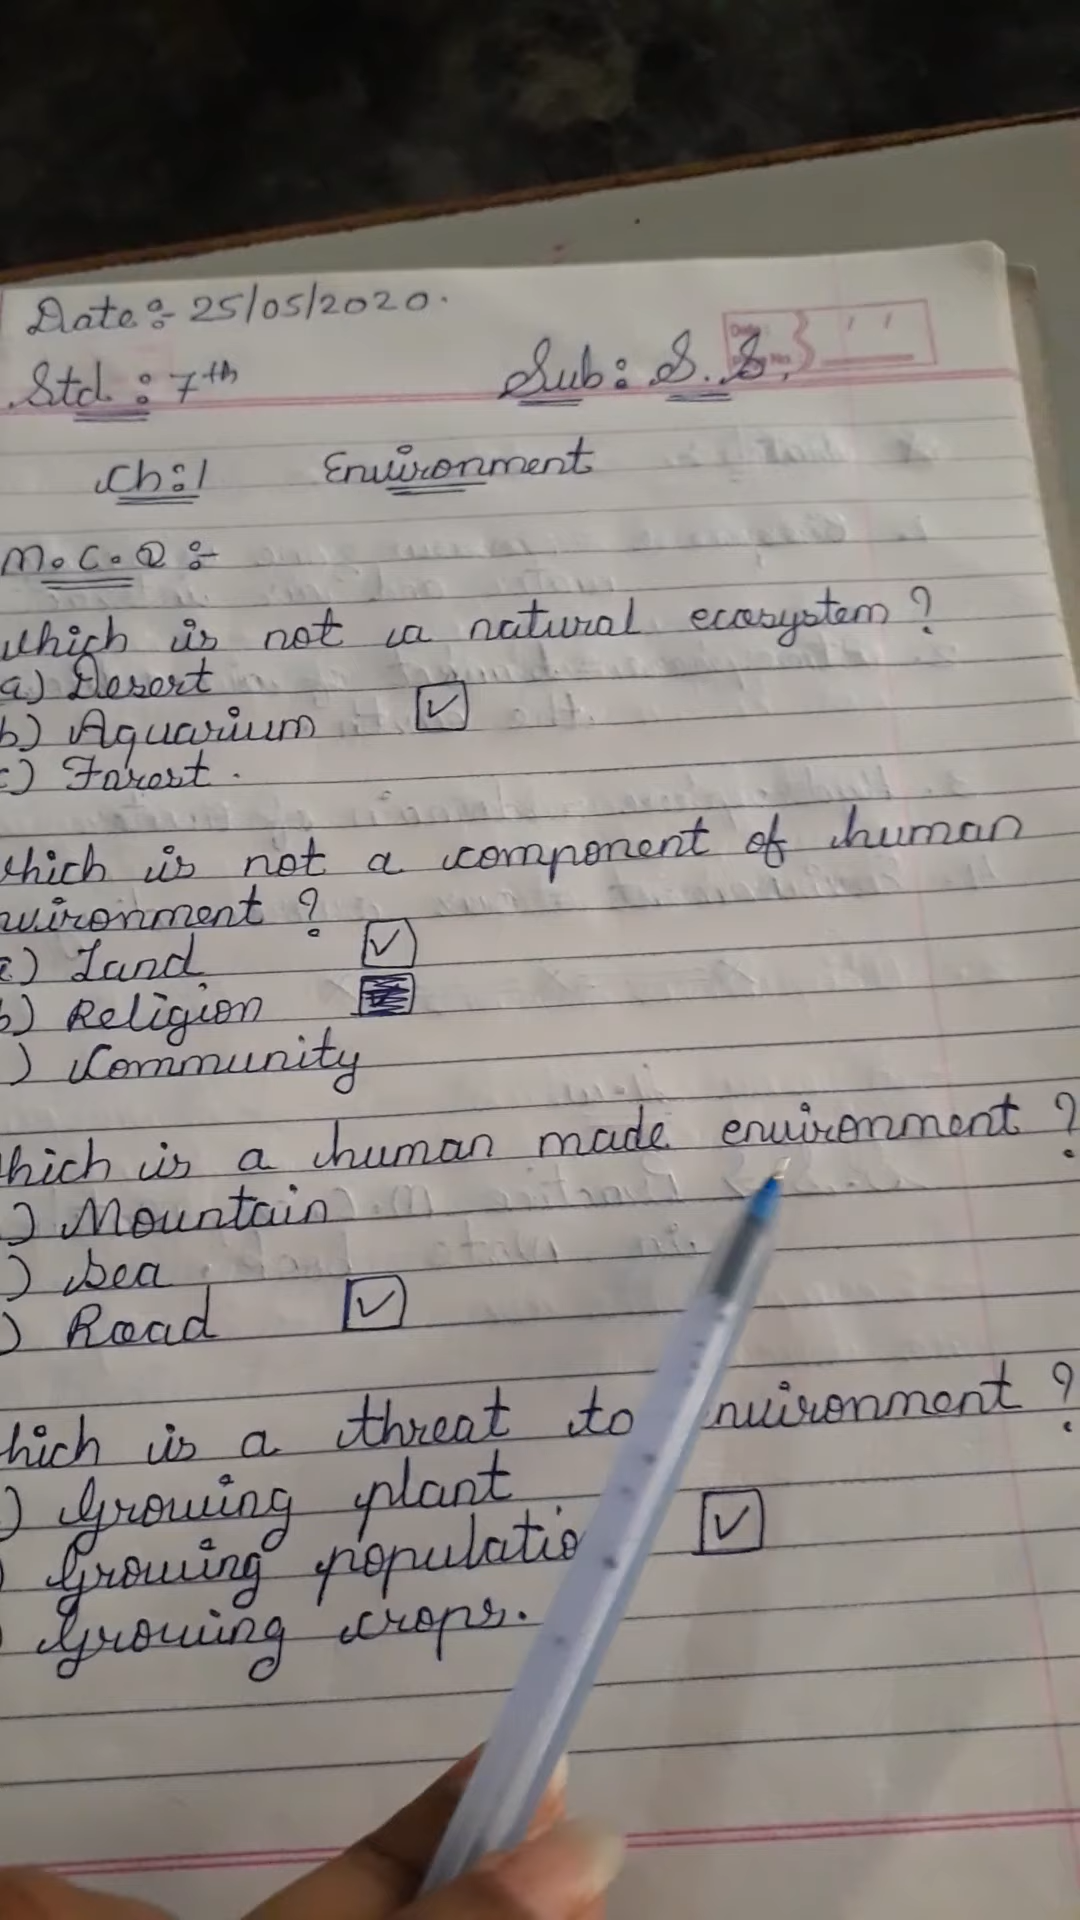 Date :- 25/05/2020.
Std : 7th Sub : S.S.
Ch:1 Environment
M.C.Q :-
which is not a natural ecosystem ?
a) Desert
b) Aquarium ✓
c) Forest.
which is not a component of human
vironment ?
a) Land ✓
b) Religion
) Community
hich is a human made environment ?
) Mountain
) Sea
) Road ✓
hich is a threat to nvironment ?
) Growing plant
) Growing populatio ✓
) Growing crops.